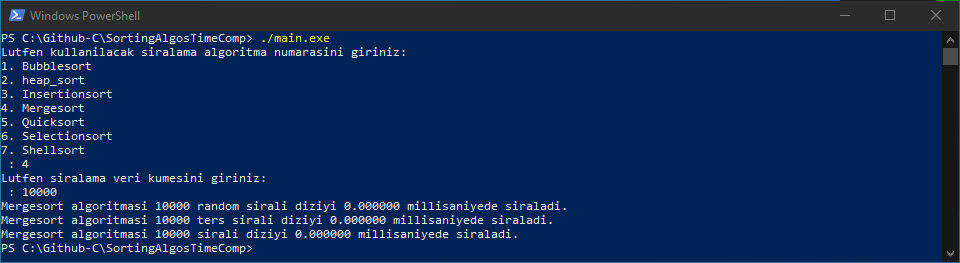 Windows PowerShell
PS C:\Github-C\SortingAlgosTimeComp> ./main.exe
Lutfen kullanilacak siralama algoritma numarasini giriniz:
1. Bubblesort
2. heap_sort
3. Insertionsort
4. Mergesort
5. Quicksort
6. Selectionsort
7. Shellsort
 : 4
Lutfen siralama veri kumesini giriniz:
 : 10000
Mergesort algoritmasi 10000 random sirali diziyi 0.000000 millisaniyede siraladi.
Mergesort algoritmasi 10000 ters sirali diziyi 0.000000 millisaniyede siraladi.
Mergesort algoritmasi 10000 sirali diziyi 0.000000 millisaniyede siraladi.
PS C:\Github-C\SortingAlgosTimeComp>